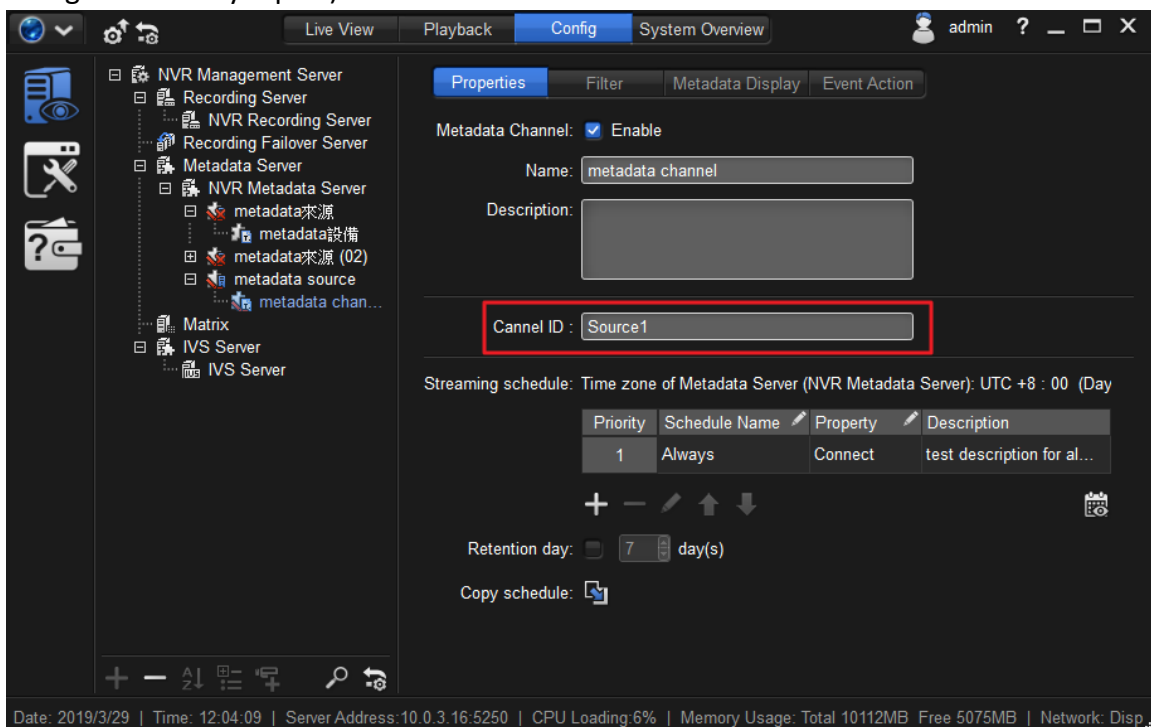 Live View Playback Config System Overview admin ? _ □ X
NVR Management Server
Recording Server
NVR Recording Server
Recording Failover Server
Metadata Server
NVR Metadata Server
metadata來源
metadata設備
metadata來源 (02)
metadata source
metadata chan...
Matrix
IVS Server
IVS Server
Properties Filter Metadata Display Event Action
Metadata Channel: Enable
Name: metadata channel
Description:
Cannel ID : Source1
Streaming schedule: Time zone of Metadata Server (NVR Metadata Server): UTC +8 : 00 (Day
Priority Schedule Name Property Description
1 Always Connect test description for al...
Retention day: 7 day(s)
Copy schedule:
Date: 2019/3/29 | Time: 12:04:09 | Server Address:10.0.3.16:5250 | CPU Loading:6% | Memory Usage: Total 10112MB Free 5075MB | Network: Disp